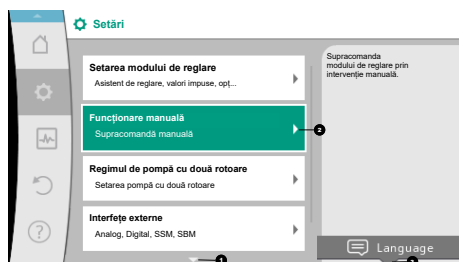 Setări
Setarea modului de reglare
Asistent de reglare, valori impuse, opț...
Funcționare manuală
Supracomandă manuală
Regimul de pompă cu două rotoare
Setarea pompă cu două rotoare
Interfețe externe
Analog, Digital, SSM, SBM
Supracomanda
modului de reglare prin
intervenție manuală.
2
1
Language
3
?